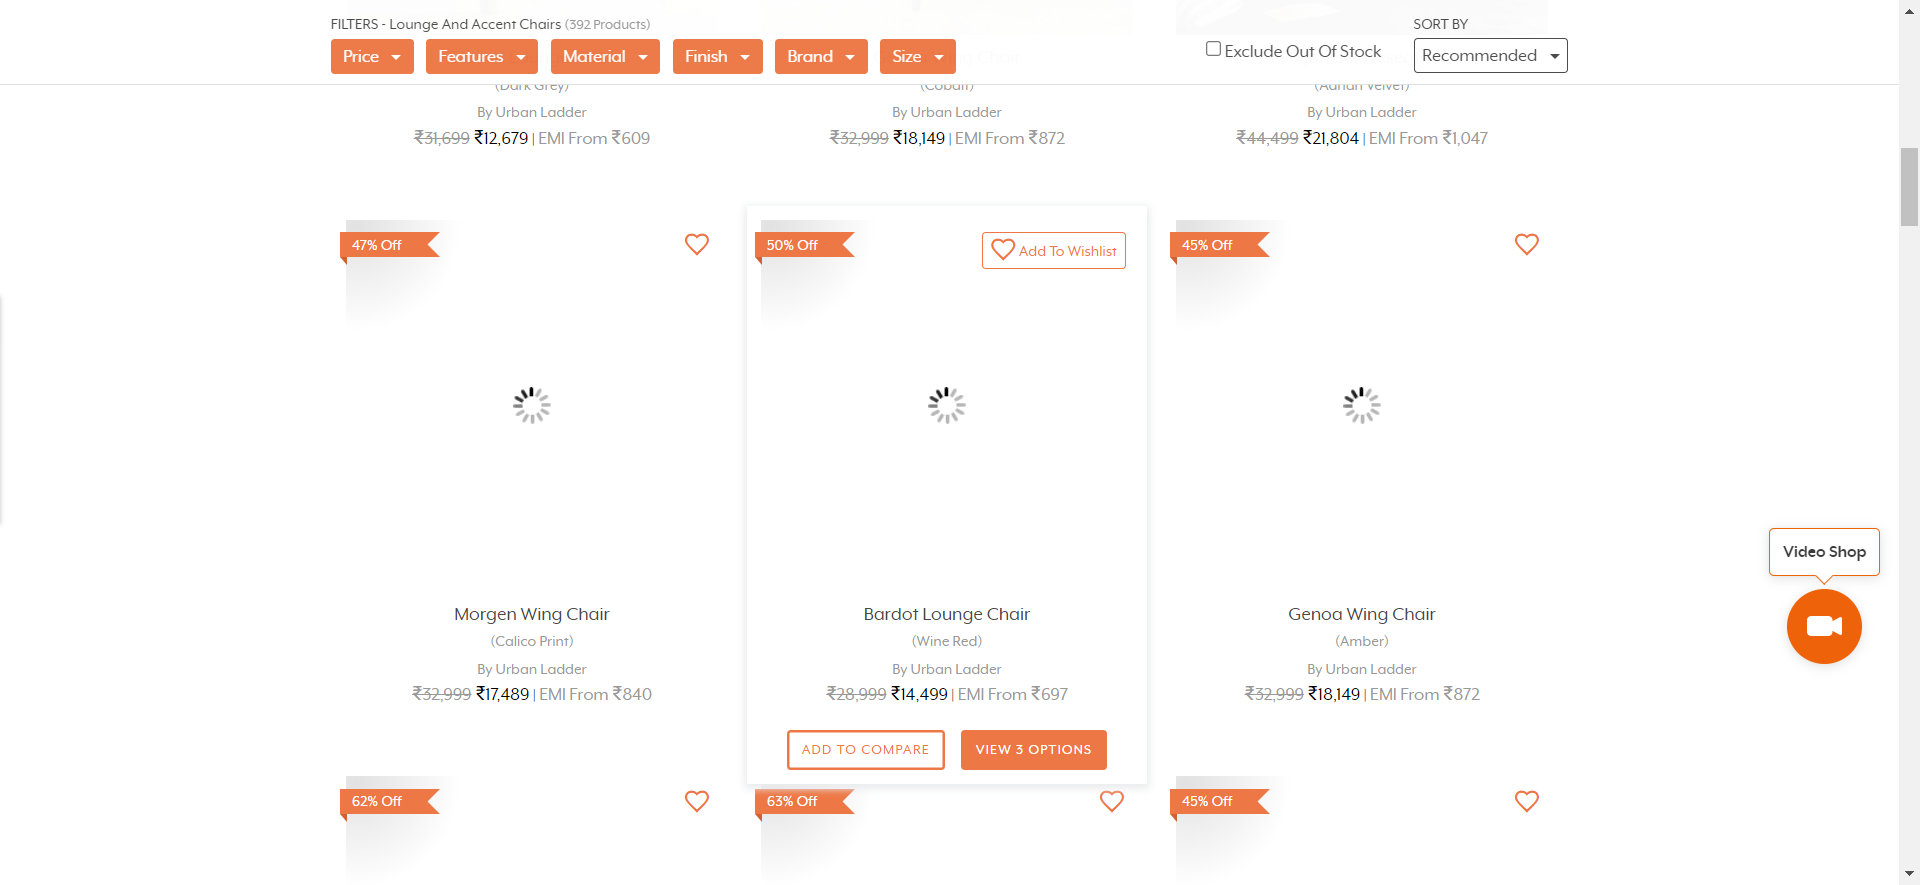 FILTERS - Lounge And Accent Chairs (392 Products)
SORT BY
Price
Features
Material
Finish
Brand
Size
Exclude Out Of Stock
Recommended
(Dark Grey)
(Cobalt)
(Adrian Velvet)
By Urban Ladder
By Urban Ladder
By Urban Ladder
₹31,699 ₹12,679 | EMI From ₹609
₹32,999 ₹18,149 | EMI From ₹872
₹44,499 ₹21,804 | EMI From ₹1,047
47% Off
50% Off
Add To Wishlist
45% Off
Video Shop
Morgen Wing Chair
(Calico Print)
By Urban Ladder
₹32,999 ₹17,489 | EMI From ₹840
Bardot Lounge Chair
(Wine Red)
By Urban Ladder
₹28,999 ₹14,499 | EMI From ₹697
ADD TO COMPARE
VIEW 3 OPTIONS
Genoa Wing Chair
(Amber)
By Urban Ladder
₹32,999 ₹18,149 | EMI From ₹872
62% Off
63% Off
45% Off